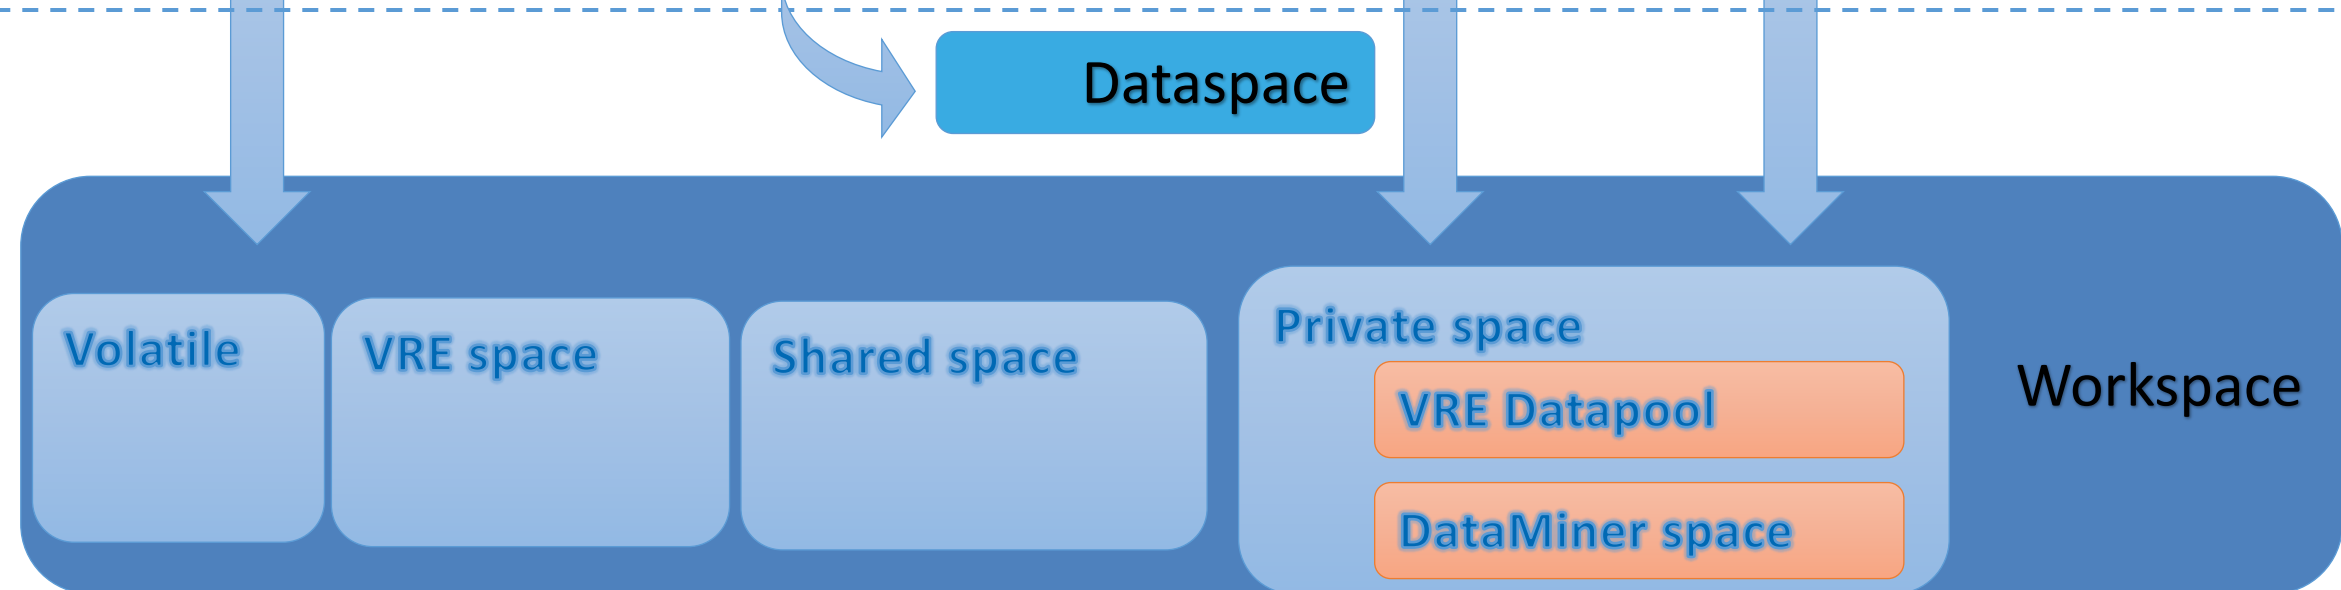 Dataspace
Volatile
VRE space
Shared space
Private space
VRE Datapool
DataMiner space
Workspace